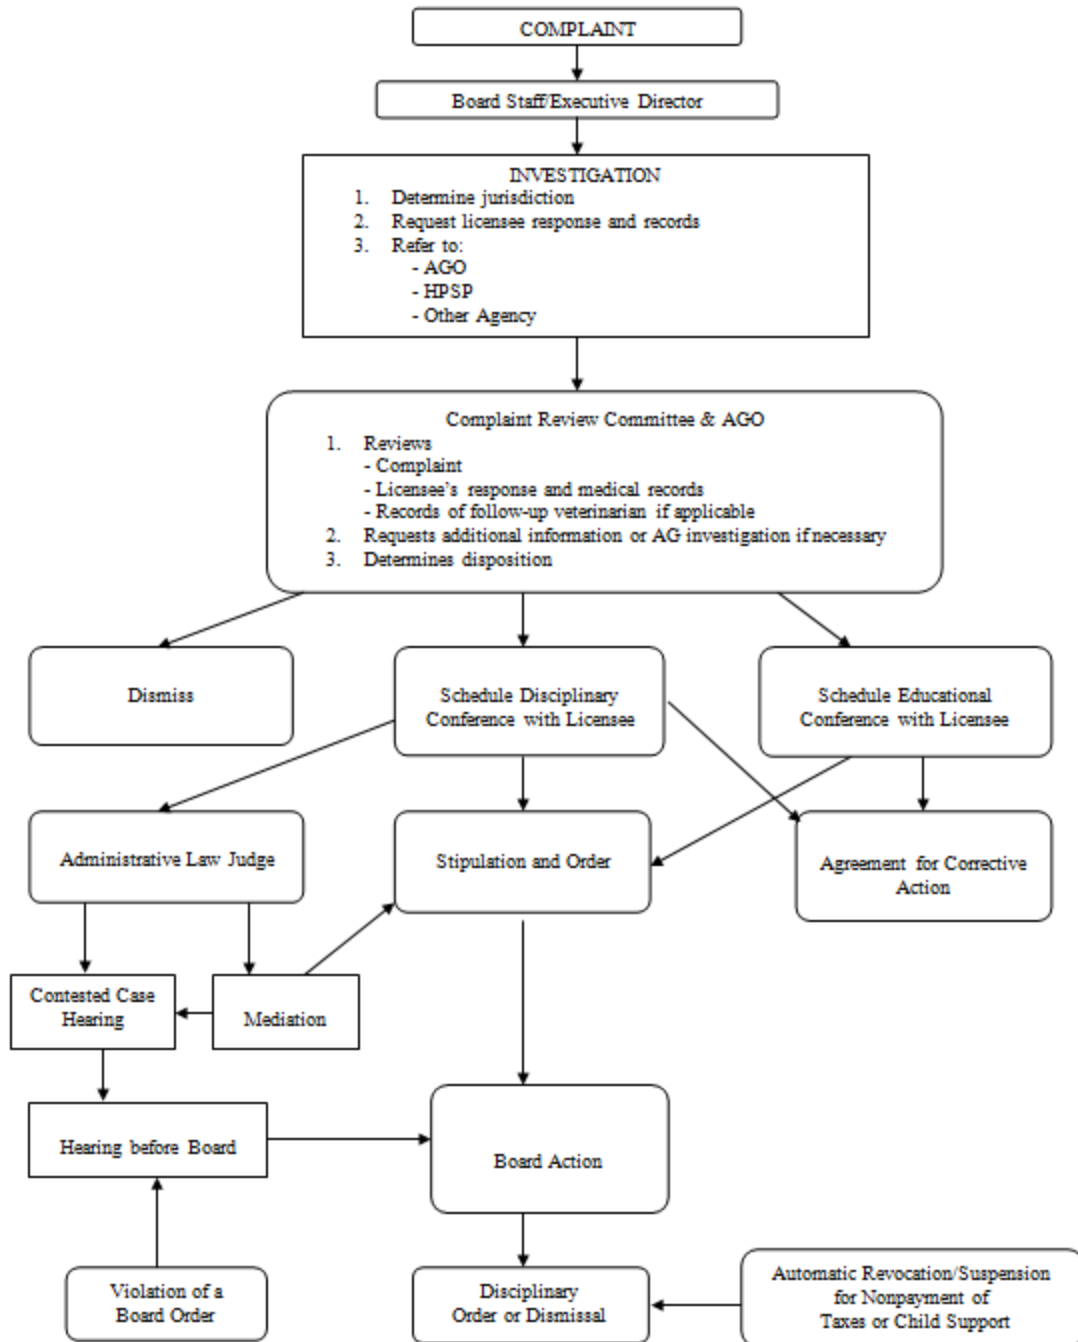 COMPLAINT
Board Staff/Executive Director
INVESTIGATION
1. Determine jurisdiction
2. Request licensee response and records
3. Refer to:
- AGO
- HPSP
- Other Agency
Complaint Review Committee & AGO
1. Reviews
- Complaint
- Licensee's response and medical records
- Records of follow-up veterinarian if applicable
2. Requests additional information or AG investigation if necessary
3. Determines disposition
Dismiss
Schedule Disciplinary
Conference with Licensee
Schedule Educational
Conference with Licensee
Administrative Law Judge
Stipulation and Order
Agreement for Corrective
Action
Contested Case
Hearing
Mediation
Hearing before Board
Board Action
Violation of a
Board Order
Disciplinary
Order or Dismissal
Automatic Revocation/Suspension
for Nonpayment of
Taxes or Child Support